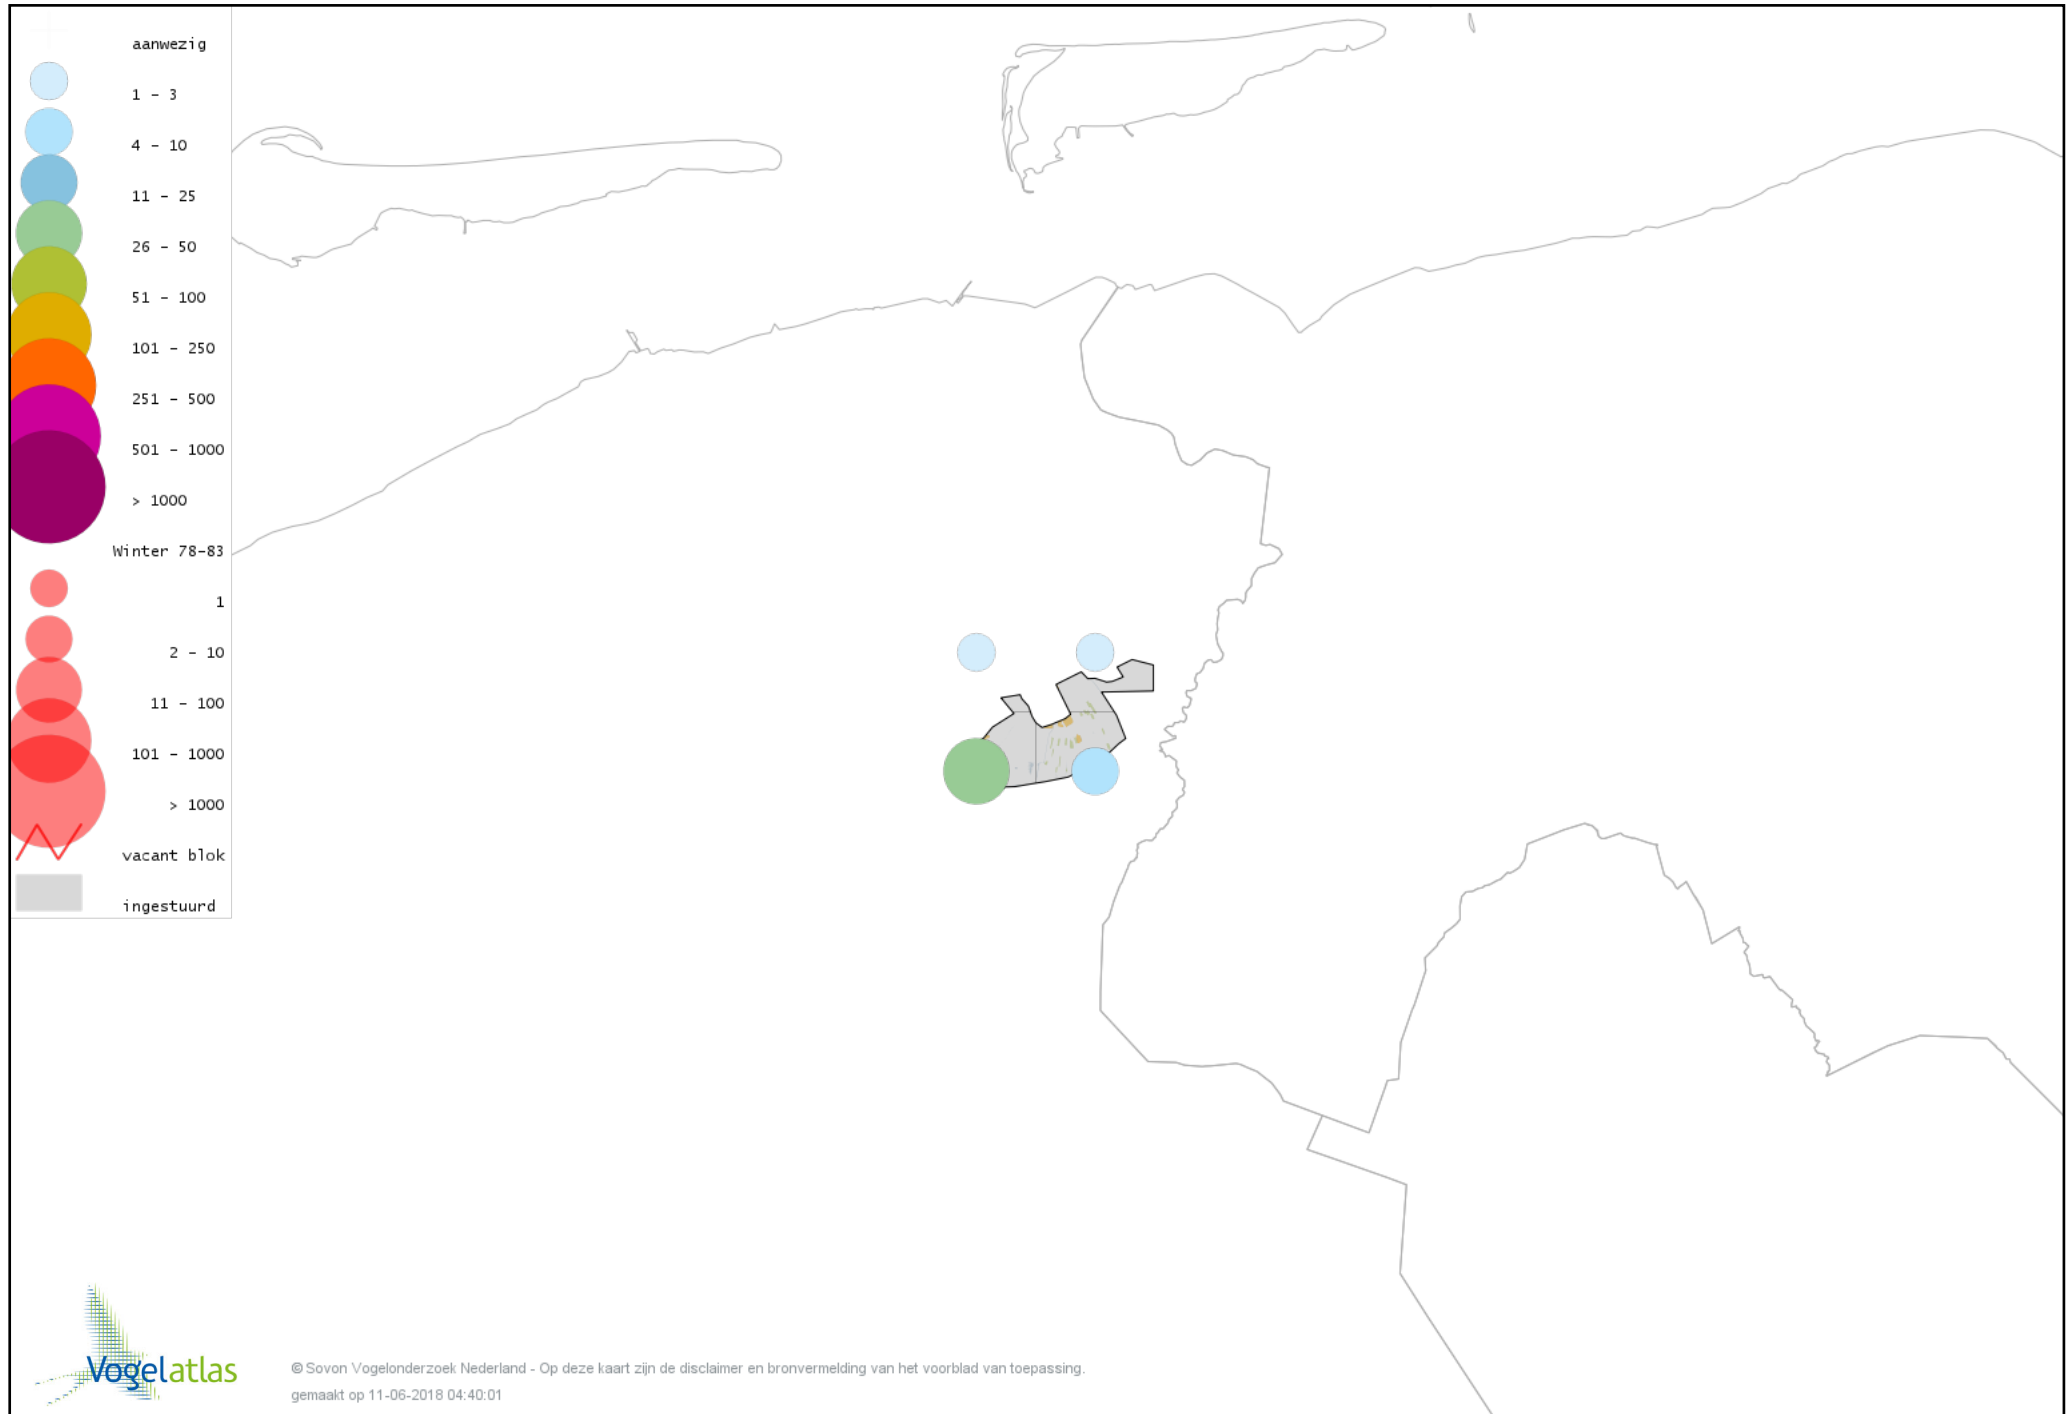 aanwezig
1 - 3
4 - 10
11 - 25
26 - 50
51 - 100
101 - 250
251 - 500
501 - 1000
> 1000
Winter 78-83
1
2 - 10
11 - 100
101 - 1000
> 1000
vacant blok
ingestuurd
Vogelatlas
© Sovon Vogelonderzoek Nederland - Op deze kaart zijn de disclaimer en bronvermelding van het voorblad van toepassing.
gemaakt op 11-06-2018 04:40:01